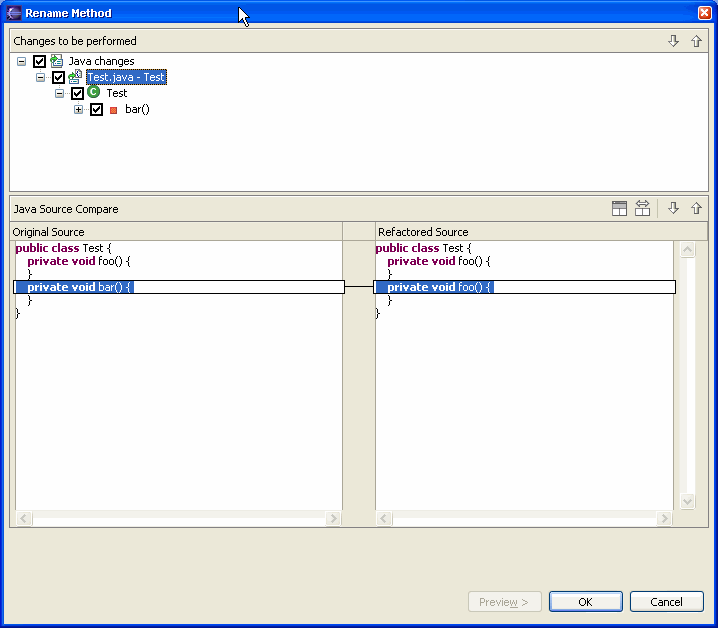 Rename Method
Changes to be performed
Java changes
Test.java - Test
Test
bar()
Java Source Compare
Original Source
Refactored Source
public class Test {
private void foo() {
}
private void bar() {
}
}
public class Test {
private void foo() {
}
private void foo() {
}
}
Preview >
OK
Cancel